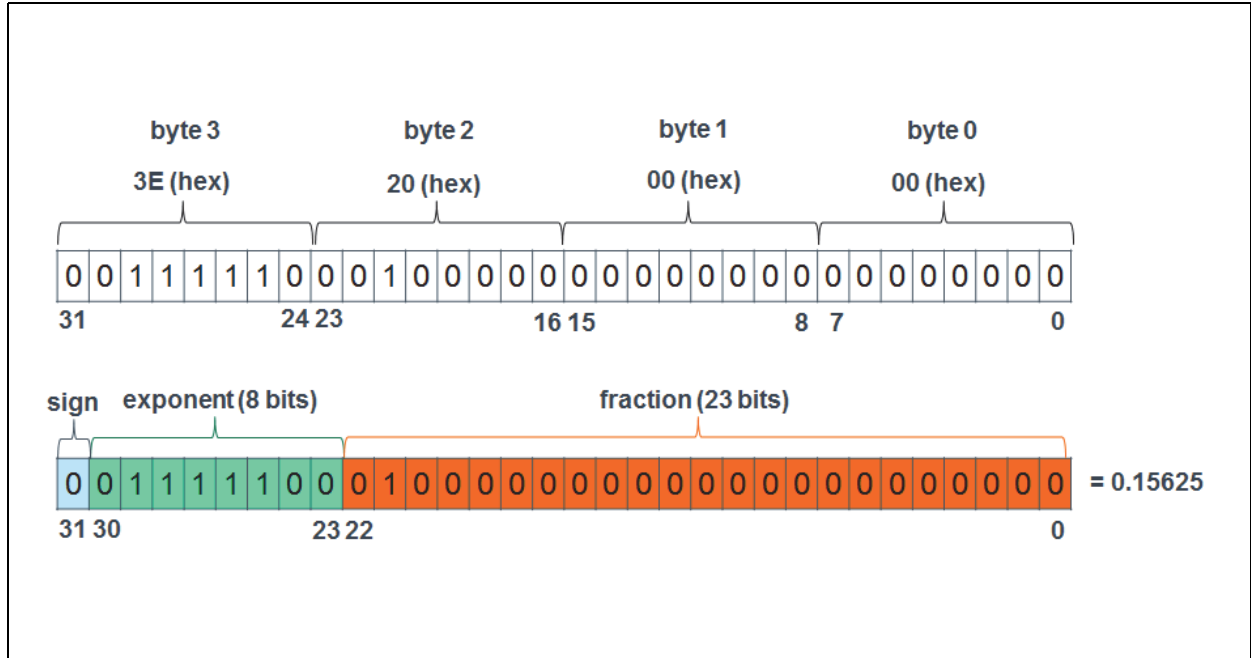 byte 3 byte 2 byte 1 byte 0
3E (hex) 20 (hex) 00 (hex) 00 (hex)
0 0 1 1 1 1 1 0 0 0 1 0 0 0 0 0 0 0 0 0 0 0 0 0 0 0 0 0 0 0 0 0
31 24 23 16 15 8 7 0
sign exponent (8 bits) fraction (23 bits)
0 0 1 1 1 1 1 0 0 0 1 0 0 0 0 0 0 0 0 0 0 0 0 0 0 0 0 0 0 0 0 0 = 0.15625
31 30 23 22 0